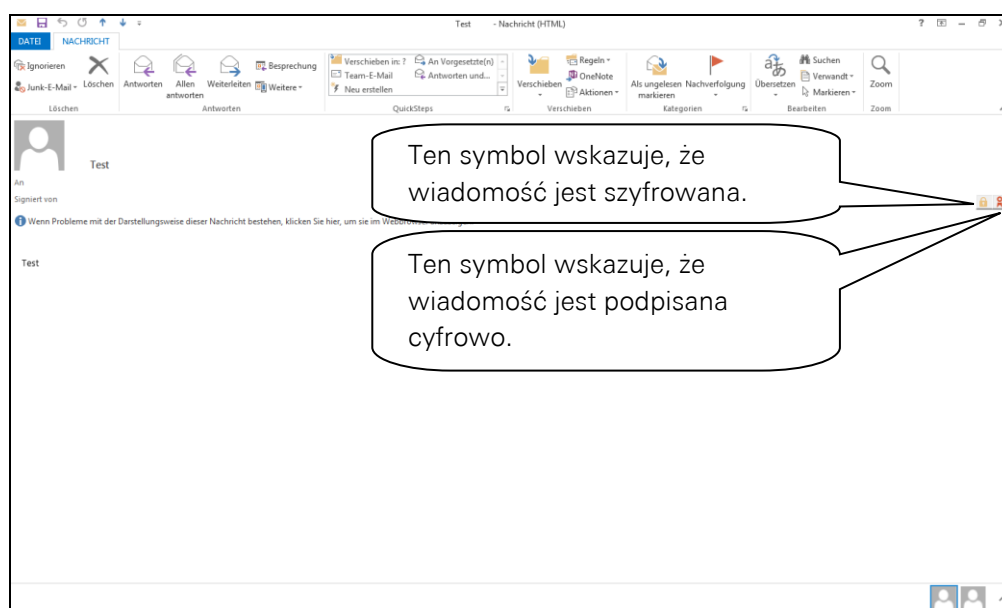 Test - Nachricht (HTML)
DATEI NACHRICHT
Ignorieren
Junk-E-Mail
Löschen
Löschen
Antworten
Allen antworten
Weiterleiten
Besprechung
Weitere
Antworten
Verschieben in: ?
Team-E-Mail
Neu erstellen
An Vorgesetzte(n)
Antworten und...
QuickSteps
Verschieben
Regeln
OneNote
Aktionen
Verschieben
Als ungelesen markieren
Nachverfolgung
Kategorien
Übersetzen
Suchen
Verwandt
Markieren
Bearbeiten
Zoom
Zoom
Test
An
Signiert von
Wenn Probleme mit der Darstellungsweise dieser Nachricht bestehen, klicken Sie hier, um sie im
Test
Ten symbol wskazuje, że
wiadomość jest szyfrowana.
Ten symbol wskazuje, że
wiadomość jest podpisana
cyfrowo.